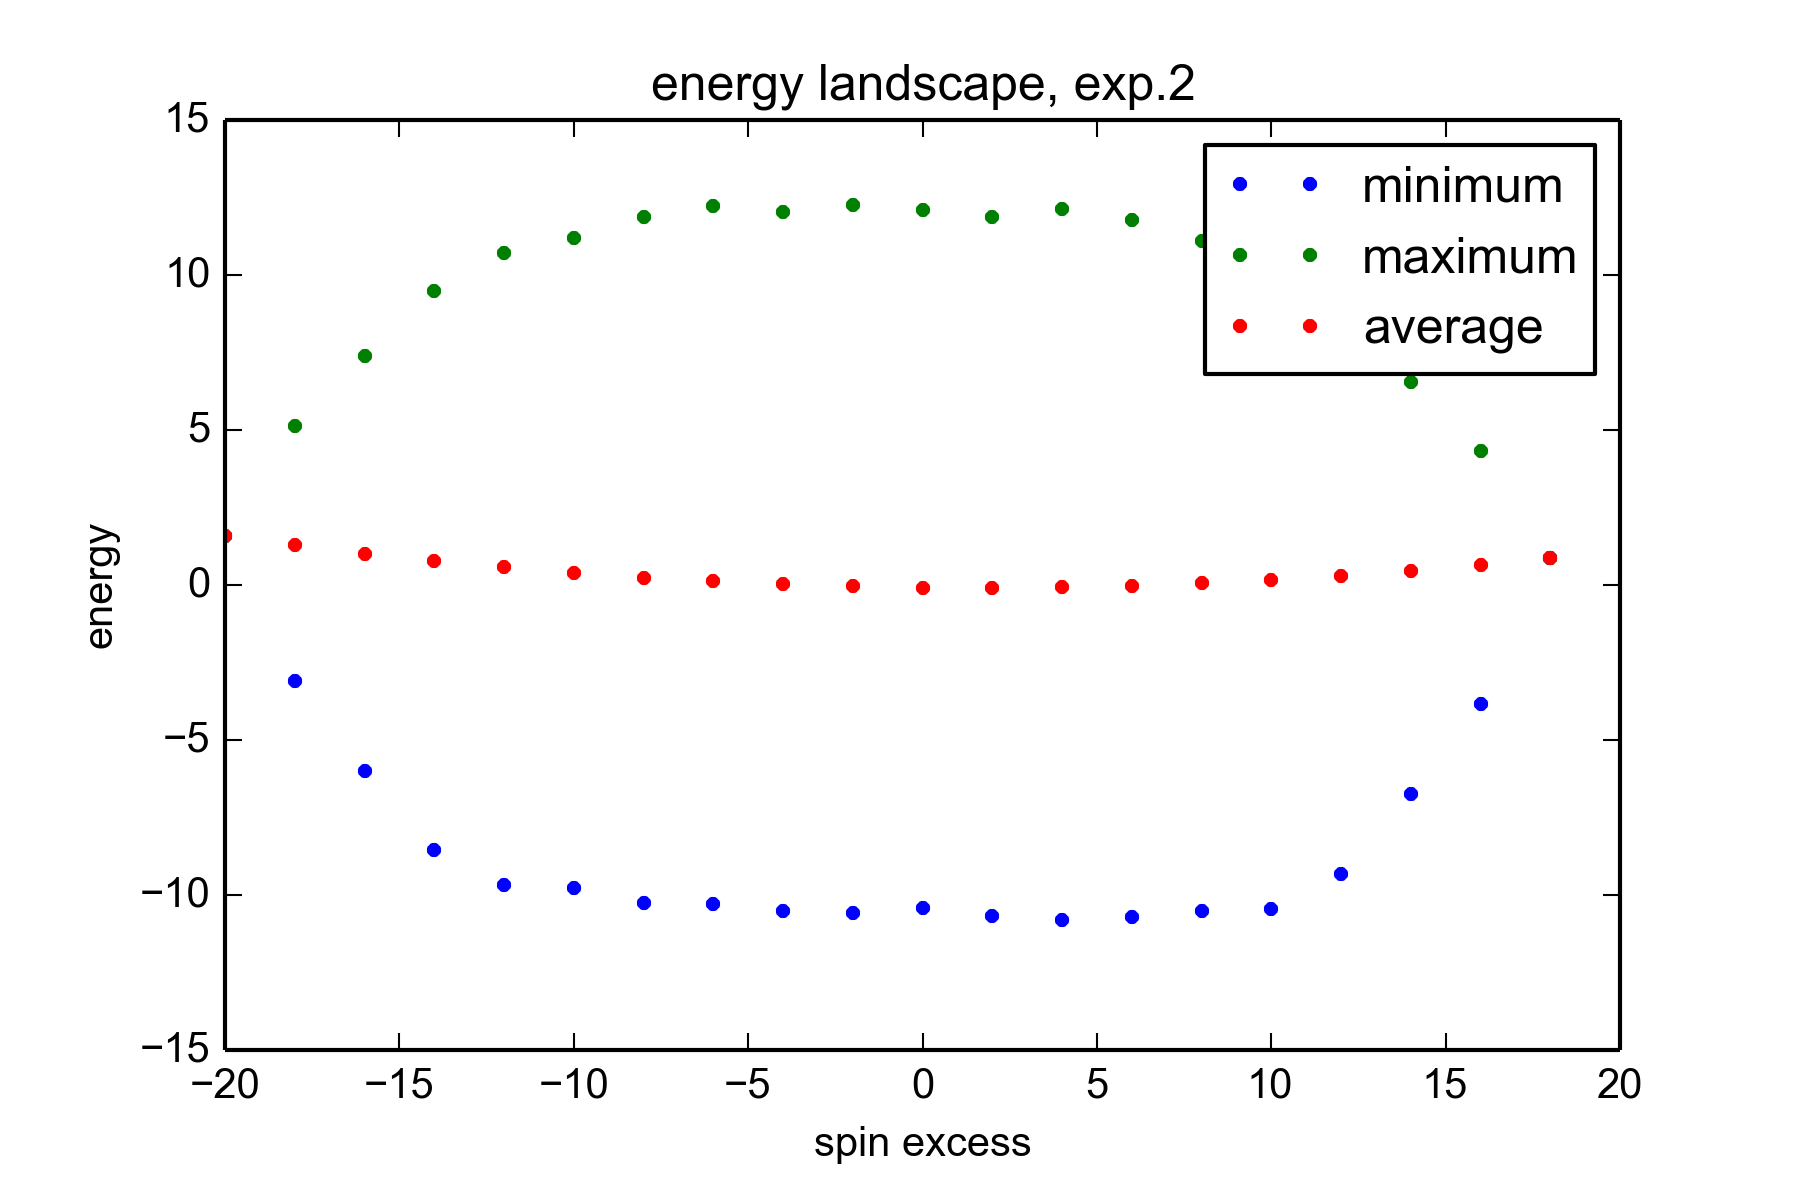 energy landscape, exp.2
15
10
5
0
−5
−10
−15
energy
minimum
maximum
average
−20 −15 −10 −5 0 5 10 15 20
spin excess